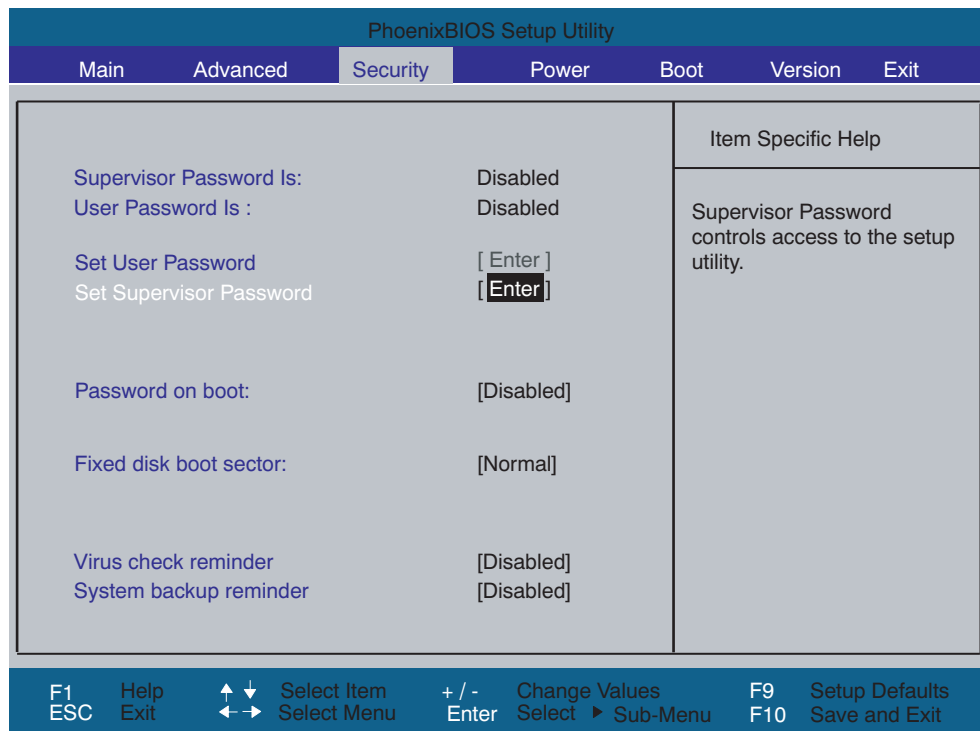 PhoenixBIOS Setup Utility
Main Advanced Security Power Boot Version Exit
Item Specific Help
Supervisor Password Is: Disabled
User Password Is : Disabled
Supervisor Password
controls access to the setup
utility.
Set User Password [ Enter ]
Set Supervisor Password [ Enter ]
Password on boot: [Disabled]
Fixed disk boot sector: [Normal]
Virus check reminder [Disabled]
System backup reminder [Disabled]
F1 Help Select Item + / - Change Values F9 Setup Defaults
ESC Exit Select Menu Enter Select Sub-Menu F10 Save and Exit